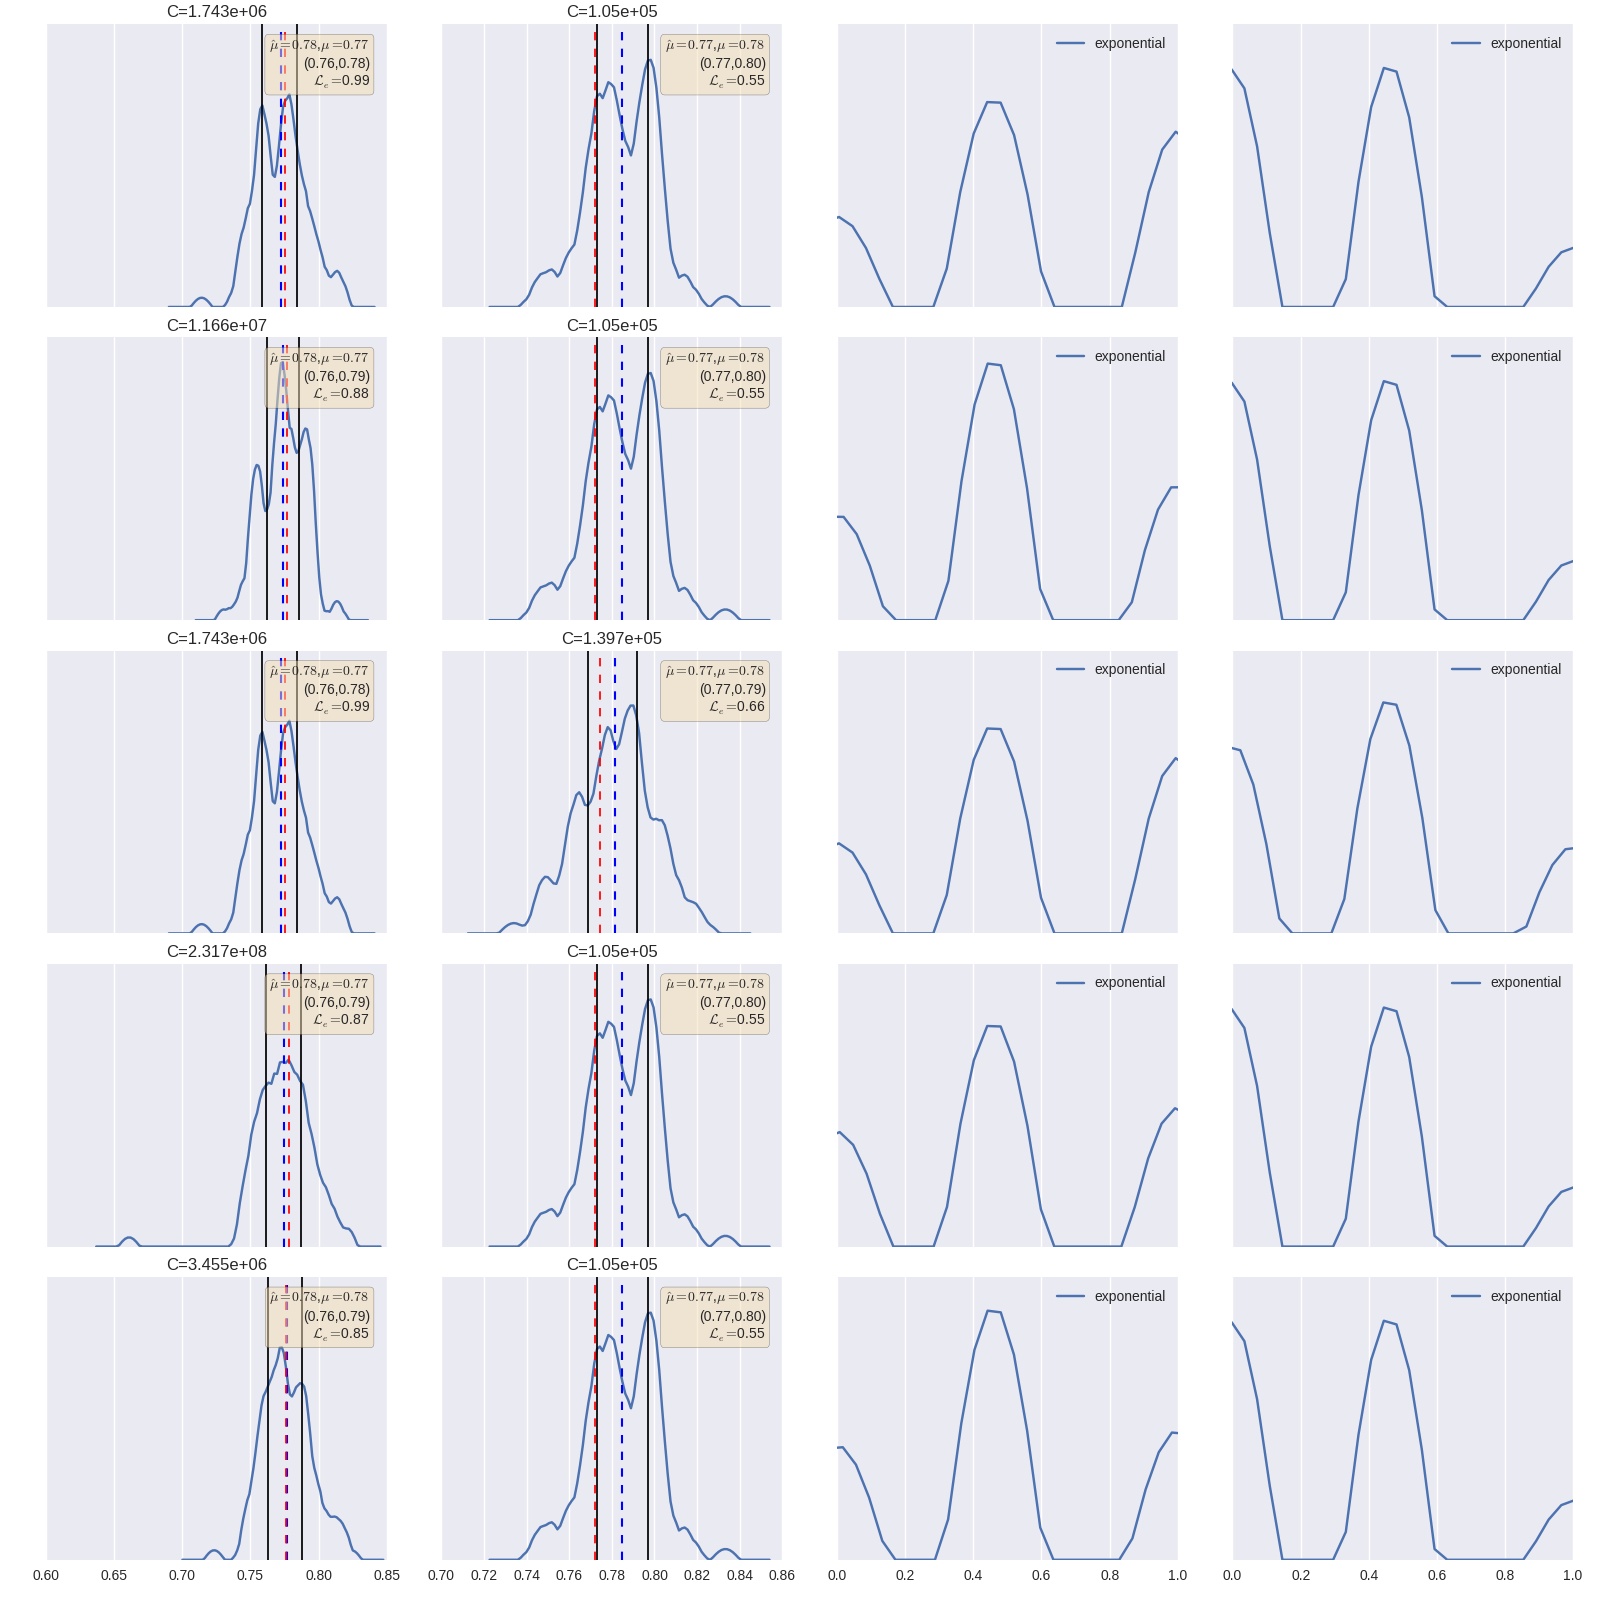 C=1.743e+06
C=1.05e+05
μ̂=0.78,μ=0.77
(0.76,0.78)
ℒₑ=0.99
μ̂=0.77,μ=0.78
(0.77,0.80)
ℒₑ=0.55
exponential
exponential
C=1.166e+07
C=1.05e+05
μ̂=0.78,μ=0.77
(0.76,0.79)
ℒₑ=0.88
μ̂=0.77,μ=0.78
(0.77,0.80)
ℒₑ=0.55
exponential
exponential
C=1.743e+06
C=1.397e+05
μ̂=0.78,μ=0.77
(0.76,0.78)
ℒₑ=0.99
μ̂=0.77,μ=0.78
(0.77,0.79)
ℒₑ=0.66
exponential
exponential
C=2.317e+08
C=1.05e+05
μ̂=0.78,μ=0.77
(0.76,0.79)
ℒₑ=0.87
μ̂=0.77,μ=0.78
(0.77,0.80)
ℒₑ=0.55
exponential
exponential
C=3.455e+06
C=1.05e+05
μ̂=0.78,μ=0.78
(0.76,0.79)
ℒₑ=0.85
μ̂=0.77,μ=0.78
(0.77,0.80)
ℒₑ=0.55
exponential
exponential
0.60 0.65 0.70 0.75 0.80 0.85
0.70 0.72 0.74 0.76 0.78 0.80 0.82 0.84 0.86
0.0 0.2 0.4 0.6 0.8 1.0
0.0 0.2 0.4 0.6 0.8 1.0